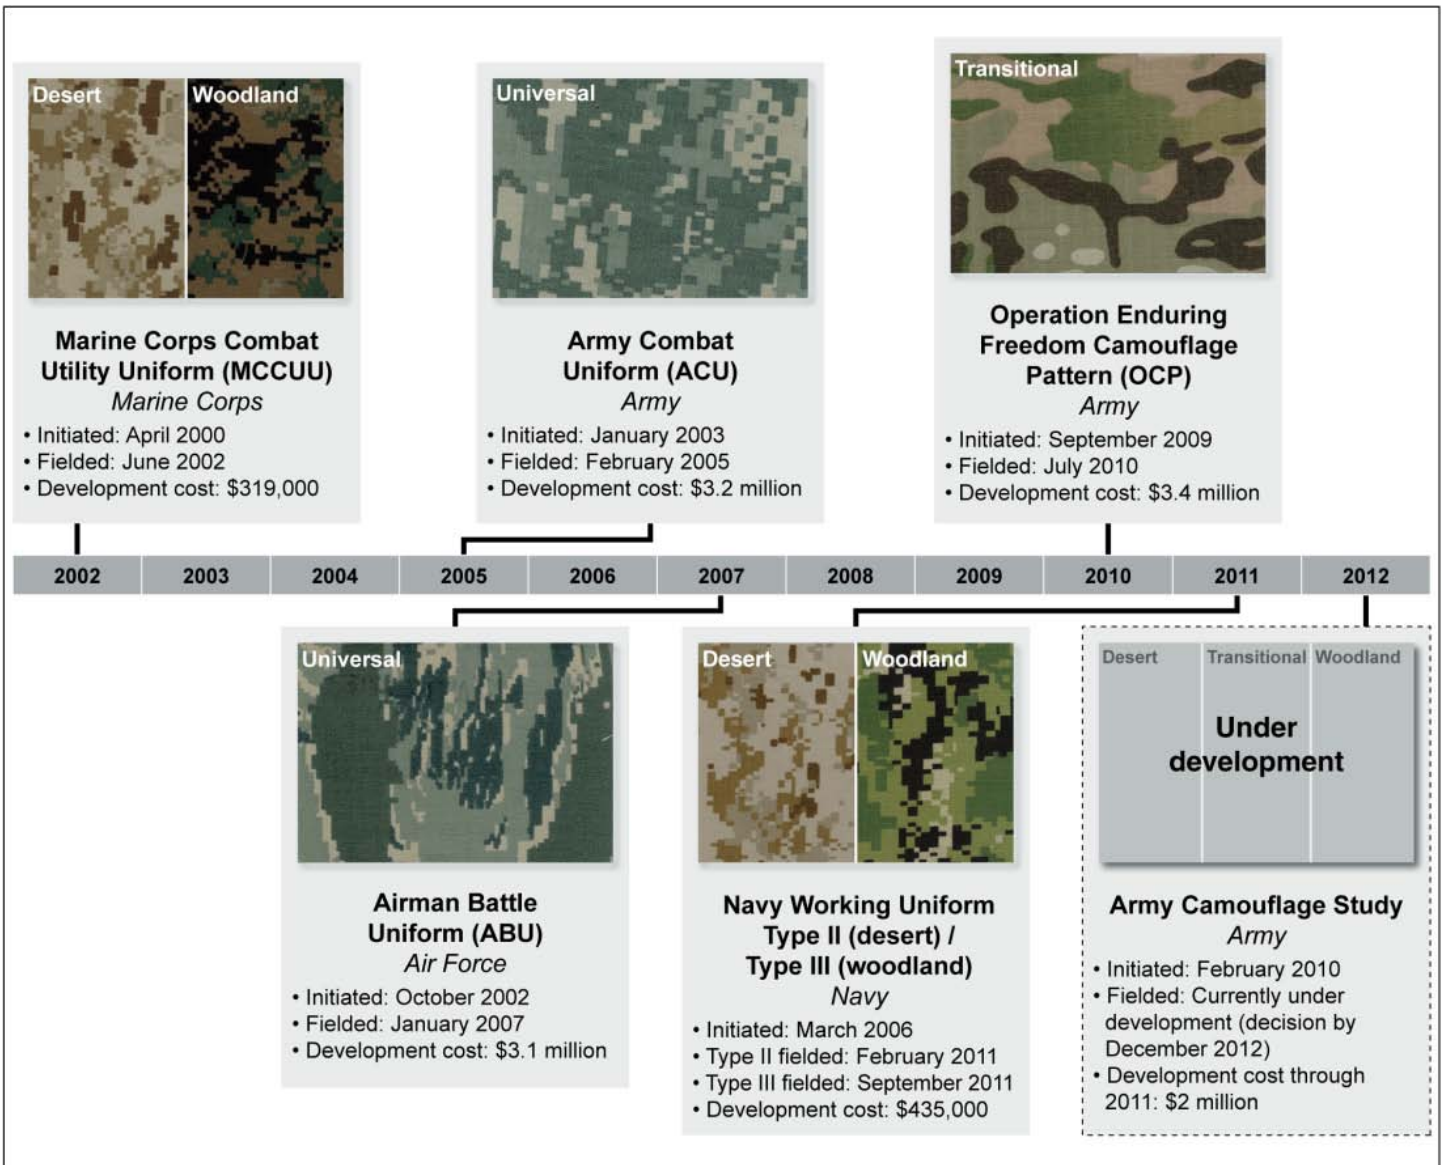 Desert
Woodland
Marine Corps Combat
Utility Uniform (MCCUU)
Marine Corps
• Initiated: April 2000
• Fielded: June 2002
• Development cost: $319,000
Universal
Army Combat
Uniform (ACU)
Army
• Initiated: January 2003
• Fielded: February 2005
• Development cost: $3.2 million
Transitional
Operation Enduring
Freedom Camouflage
Pattern (OCP)
Army
• Initiated: September 2009
• Fielded: July 2010
• Development cost: $3.4 million
2002 2003 2004 2005 2006 2007 2008 2009 2010 2011 2012
Universal
Airman Battle
Uniform (ABU)
Air Force
• Initiated: October 2002
• Fielded: January 2007
• Development cost: $3.1 million
Desert
Woodland
Navy Working Uniform
Type II (desert) /
Type III (woodland)
Navy
• Initiated: March 2006
• Type II fielded: February 2011
• Type III fielded: September 2011
• Development cost: $435,000
Desert Transitional Woodland
Under
development
Army Camouflage Study
Army
• Initiated: February 2010
• Fielded: Currently under
development (decision by
December 2012)
• Development cost through
2011: $2 million